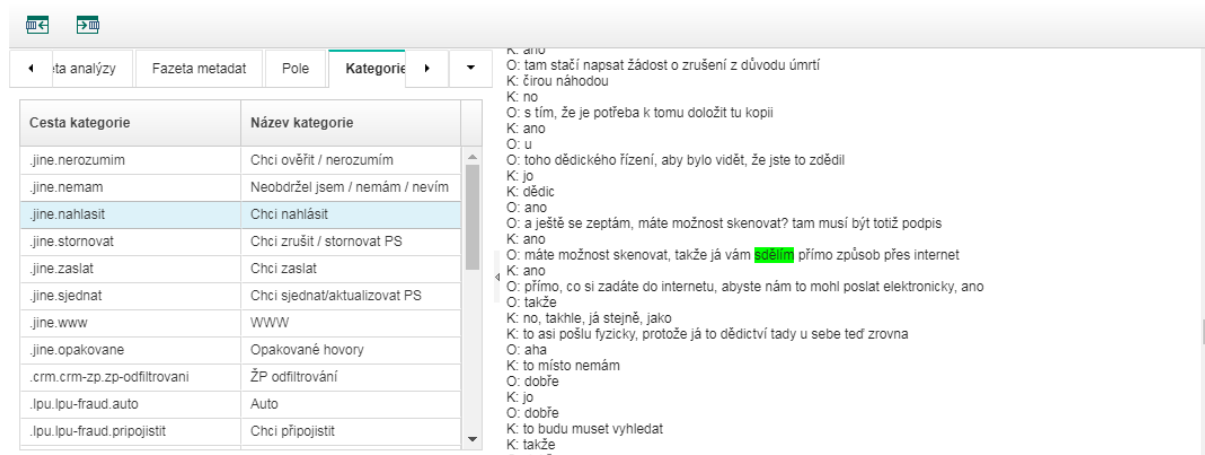 ta analýzy Fazeta metadat Pole Kategorie
Cesta kategorie Název kategorie
.jine.nerozumim Chci ověřit / nerozumím
.jine.nemam Neobdržel jsem / nemám / nevím
.jine.nahlasit Chci nahlásit
.jine.stornovat Chci zrušit / stornovat PS
.jine.zaslat Chci zaslat
.jine.sjednat Chci sjednat/aktualizovat PS
.jine.www WWW
.jine.opakovane Opakované hovory
.crm.crm-zp.zp-odfiltrovani ŽP odfiltrování
.lpu.lpu-fraud.auto Auto
.lpu.lpu-fraud.pripojistit Chci připojistit
K: ano
O: tam stačí napsat žádost o zrušení z důvodu úmrtí
K: čirou náhodou
K: no
O: s tím, že je potřeba k tomu doložit tu kopii
K: ano
O: u
O: toho dědického řízení, aby bylo vidět, že jste to zdědil
K: jo
K: dědic
O: ano
O: a ještě se zeptám, máte možnost skenovat? tam musí být totiž podpis
K: ano
O: máte možnost skenovat, takže já vám sdělím přímo způsob přes internet
K: ano
O: přímo, co si zadáte do internetu, abyste nám to mohl poslat elektronicky, ano
O: takže
K: no, takhle, já stejně, jako
K: to asi pošlu fyzicky, protože já to dědictví tady u sebe teď zrovna
O: aha
K: to místo nemám
O: dobře
K: jo
O: dobře
K: to budu muset vyhledat
K: takže